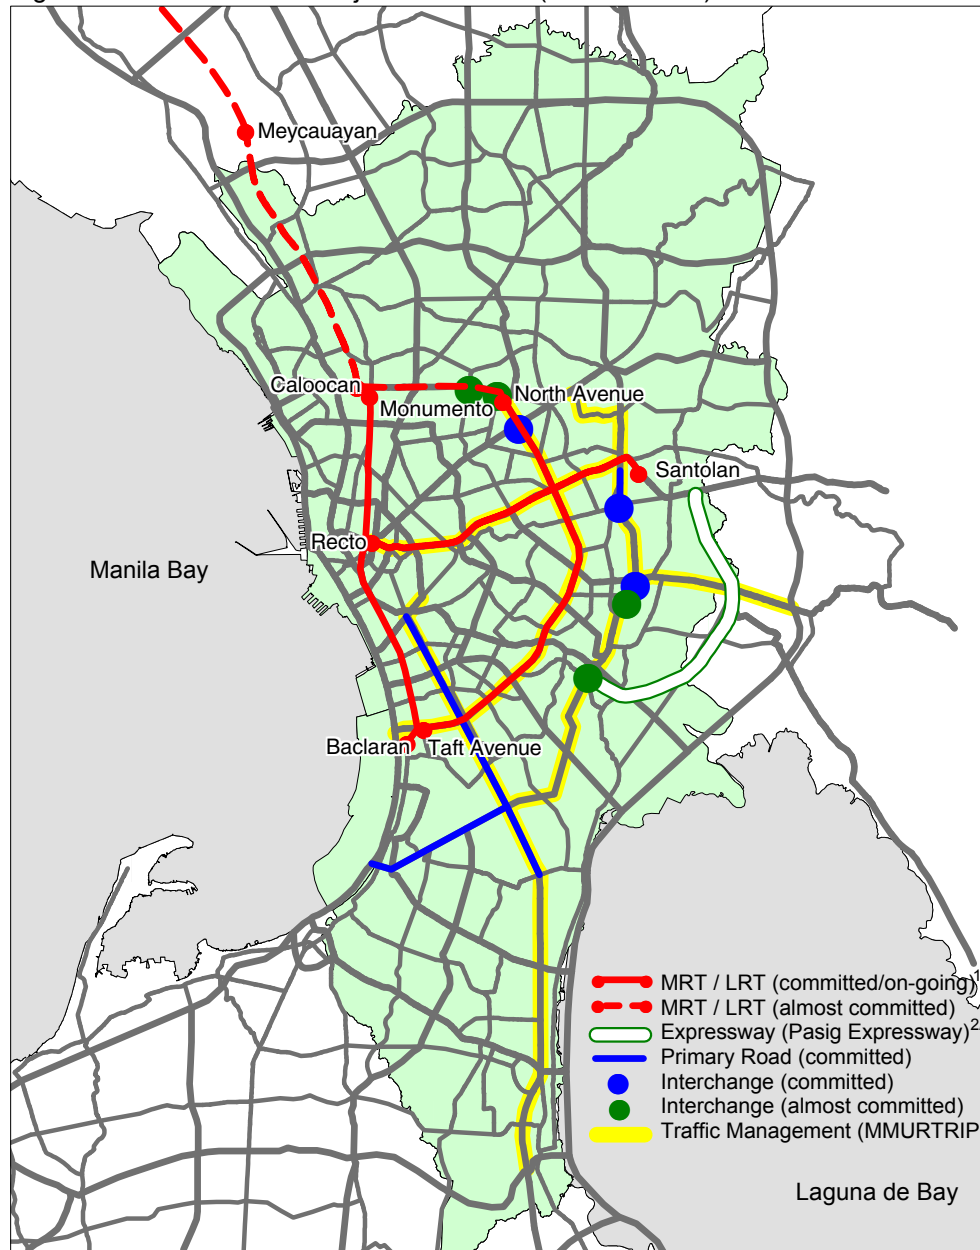 Meycauayan
Caloocan
Monumento
North Avenue
Santolan
Recto
Manila Bay
Baclaran
Taft Avenue
MRT / LRT (committed/on-going)1
MRT / LRT (almost committed)
Expressway (Pasig Expressway)2
Primary Road (committed)
Interchange (committed)
Interchange (almost committed)
Traffic Management (MMURTRIP
Laguna de Bay